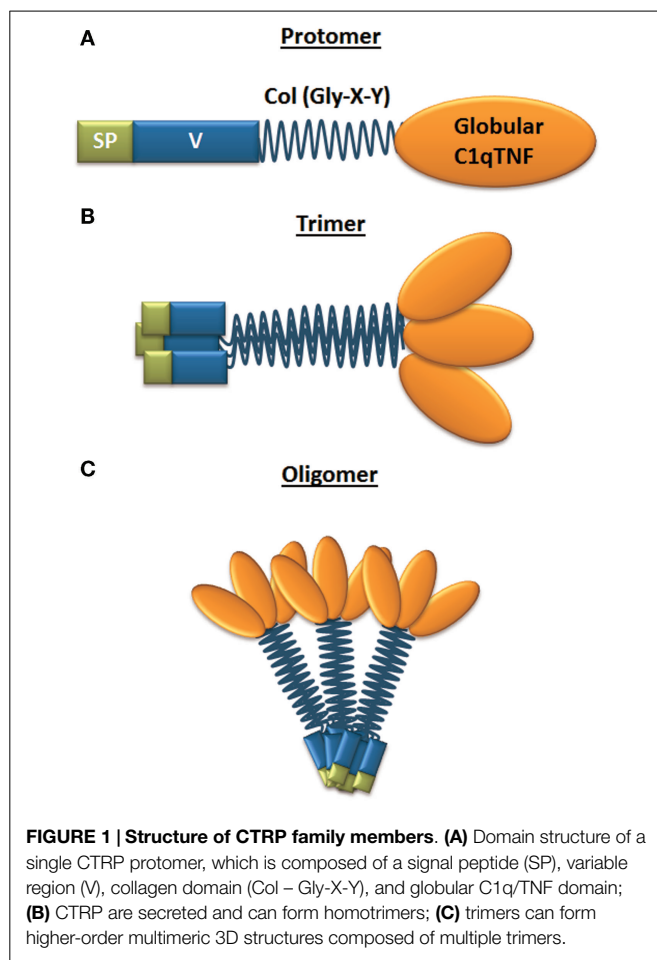 A
Protomer
Col (Gly-X-Y)
SP
V
Globular
C1qTNF
B
Trimer
C
Oligomer
FIGURE 1 | Structure of CTRP family members. (A) Domain structure of a
single CTRP protomer, which is composed of a signal peptide (SP), variable
region (V), collagen domain (Col – Gly-X-Y), and globular C1q/TNF domain;
(B) CTRP are secreted and can form homotrimers; (C) trimers can form
higher-order multimeric 3D structures composed of multiple trimers.